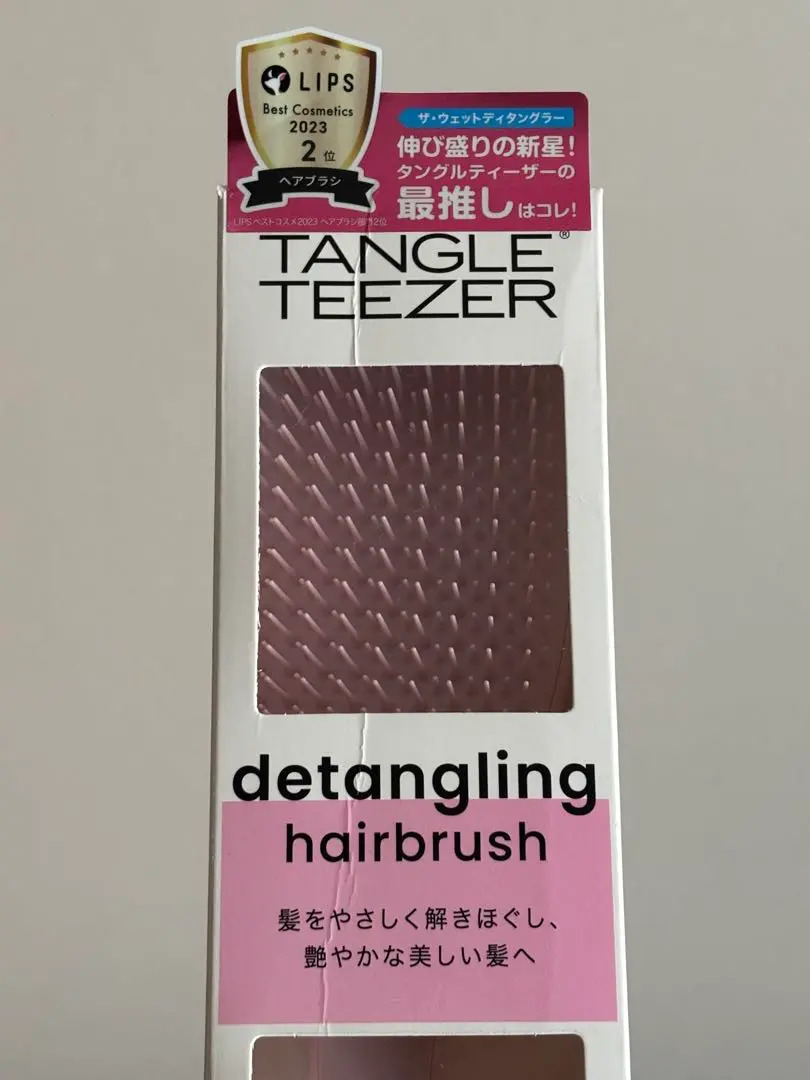 LIPS
Best Cosmetics
2023
2位
ヘアブラシ
LIPSベストコスメ2023 ヘアブラシ部門2位
ザ・ウェットディタングラー
伸び盛りの新星!
タングルティーザーの
最推しはコレ!
TANGLE®
TEEZER
detangling
hairbrush
髪をやさしく解きほぐし、
艶やかな美しい髪へ